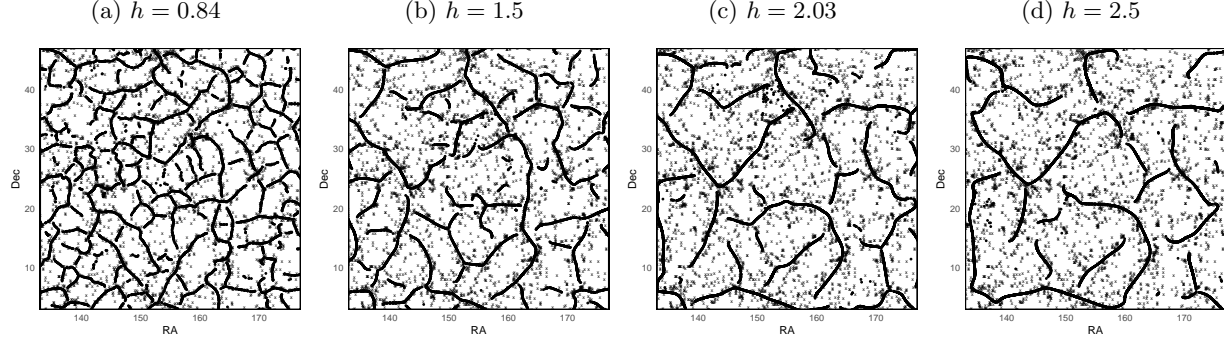 (a) h = 0.84 (b) h = 1.5 (c) h = 2.03 (d) h = 2.5
40 40 40 40
30 30 30 30
Dec Dec Dec Dec
20 20 20 20
10 10 10 10
140 150 160 170 140 150 160 170 140 150 160 170 140 150 160 170
RA RA RA RA